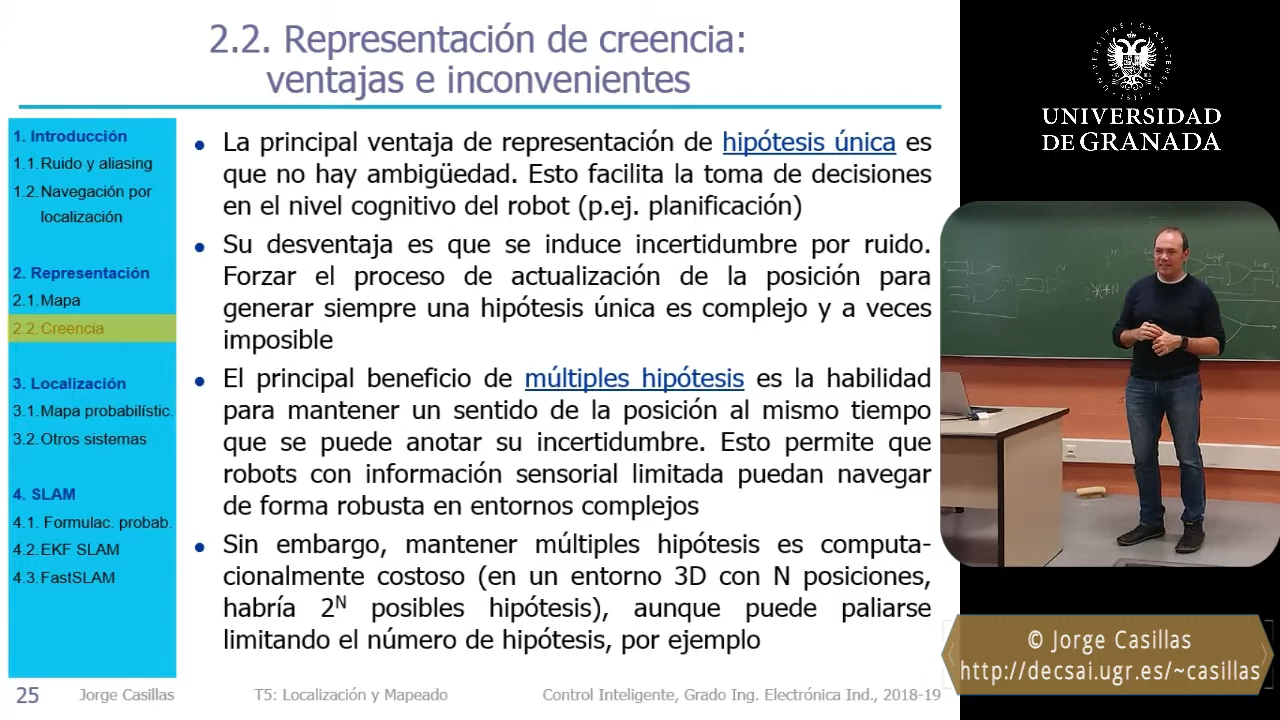 2.2. Representación de creencia:
ventajas e inconvenientes
1. Introducción
1.1. Ruido y aliasing
1.2. Navegación por
localización
2. Representación
2.1. Mapa
2.2. Creencia
3. Localización
3.1. Mapa probabilístic.
3.2. Otros sistemas
4. SLAM
4.1. Formulac. probab.
4.2. EKF SLAM
4.3. FastSLAM
• La principal ventaja de representación de hipótesis única es
que no hay ambigüedad. Esto facilita la toma de decisiones
en el nivel cognitivo del robot (p.ej. planificación)
• Su desventaja es que se induce incertidumbre por ruido.
Forzar el proceso de actualización de la posición para
generar siempre una hipótesis única es complejo y a veces
imposible
• El principal beneficio de múltiples hipótesis es la habilidad
para mantener un sentido de la posición al mismo tiempo
que se puede anotar su incertidumbre. Esto permite que
robots con información sensorial limitada puedan navegar
de forma robusta en entornos complejos
• Sin embargo, mantener múltiples hipótesis es computa-
cionalmente costoso (en un entorno 3D con N posiciones,
habría 2^N posibles hipótesis), aunque puede paliarse
limitando el número de hipótesis, por ejemplo
25 Jorge Casillas T5: Localización y Mapeado Control Inteligente, Grado Ing. Electrónica Ind., 2018-19
UNIVERSIDAD
DE GRANADA
© Jorge Casillas
http://decsai.ugr.es/~casillas